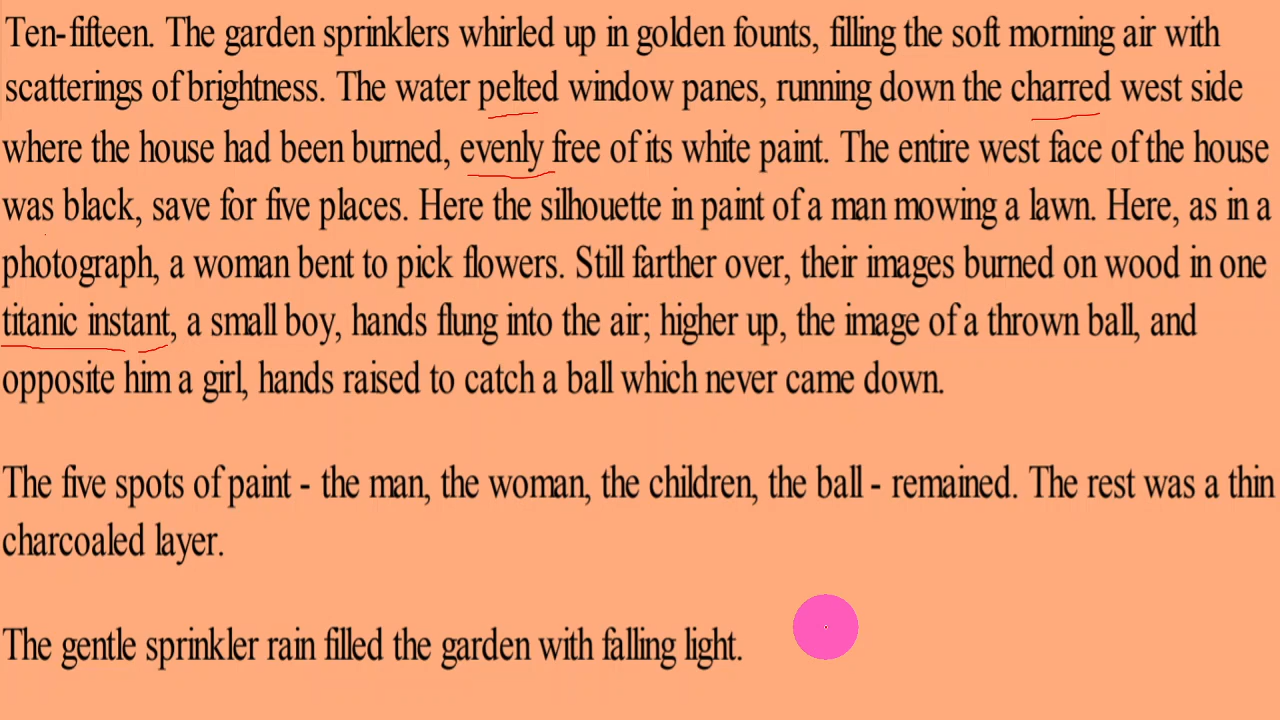 Ten-fifteen. The garden sprinklers whirled up in golden founts, filling the soft morning air with
scatterings of brightness. The water pelted window panes, running down the charred west side
where the house had been burned, evenly free of its white paint. The entire west face of the house
was black, save for five places. Here the silhouette in paint of a man mowing a lawn. Here, as in a
photograph, a woman bent to pick flowers. Still farther over, their images burned on wood in one
titanic instant, a small boy, hands flung into the air; higher up, the image of a thrown ball, and
opposite him a girl, hands raised to catch a ball which never came down.
The five spots of paint - the man, the woman, the children, the ball - remained. The rest was a thin
charcoaled layer.
The gentle sprinkler rain filled the garden with falling light.